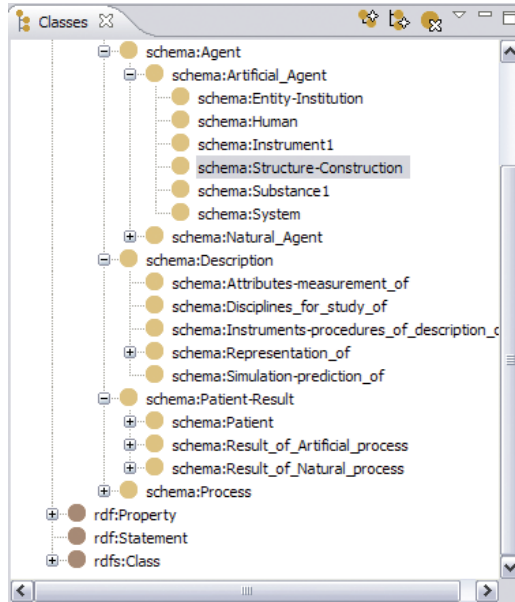 Classes
schema:Agent
schema:Artificial_Agent
schema:Entity-Institution
schema:Human
schema:Instrument1
schema:Structure-Construction
schema:Substance1
schema:System
schema:Natural_Agent
schema:Description
schema:Attributes-measurement_of
schema:Disciplines_for_study_of
schema:Instruments-procedures_of_description_c
schema:Representation_of
schema:Simulation-prediction_of
schema:Patient-Result
schema:Patient
schema:Result_of_Artificial_process
schema:Result_of_Natural_process
schema:Process
rdf:Property
rdf:Statement
rdfs:Class